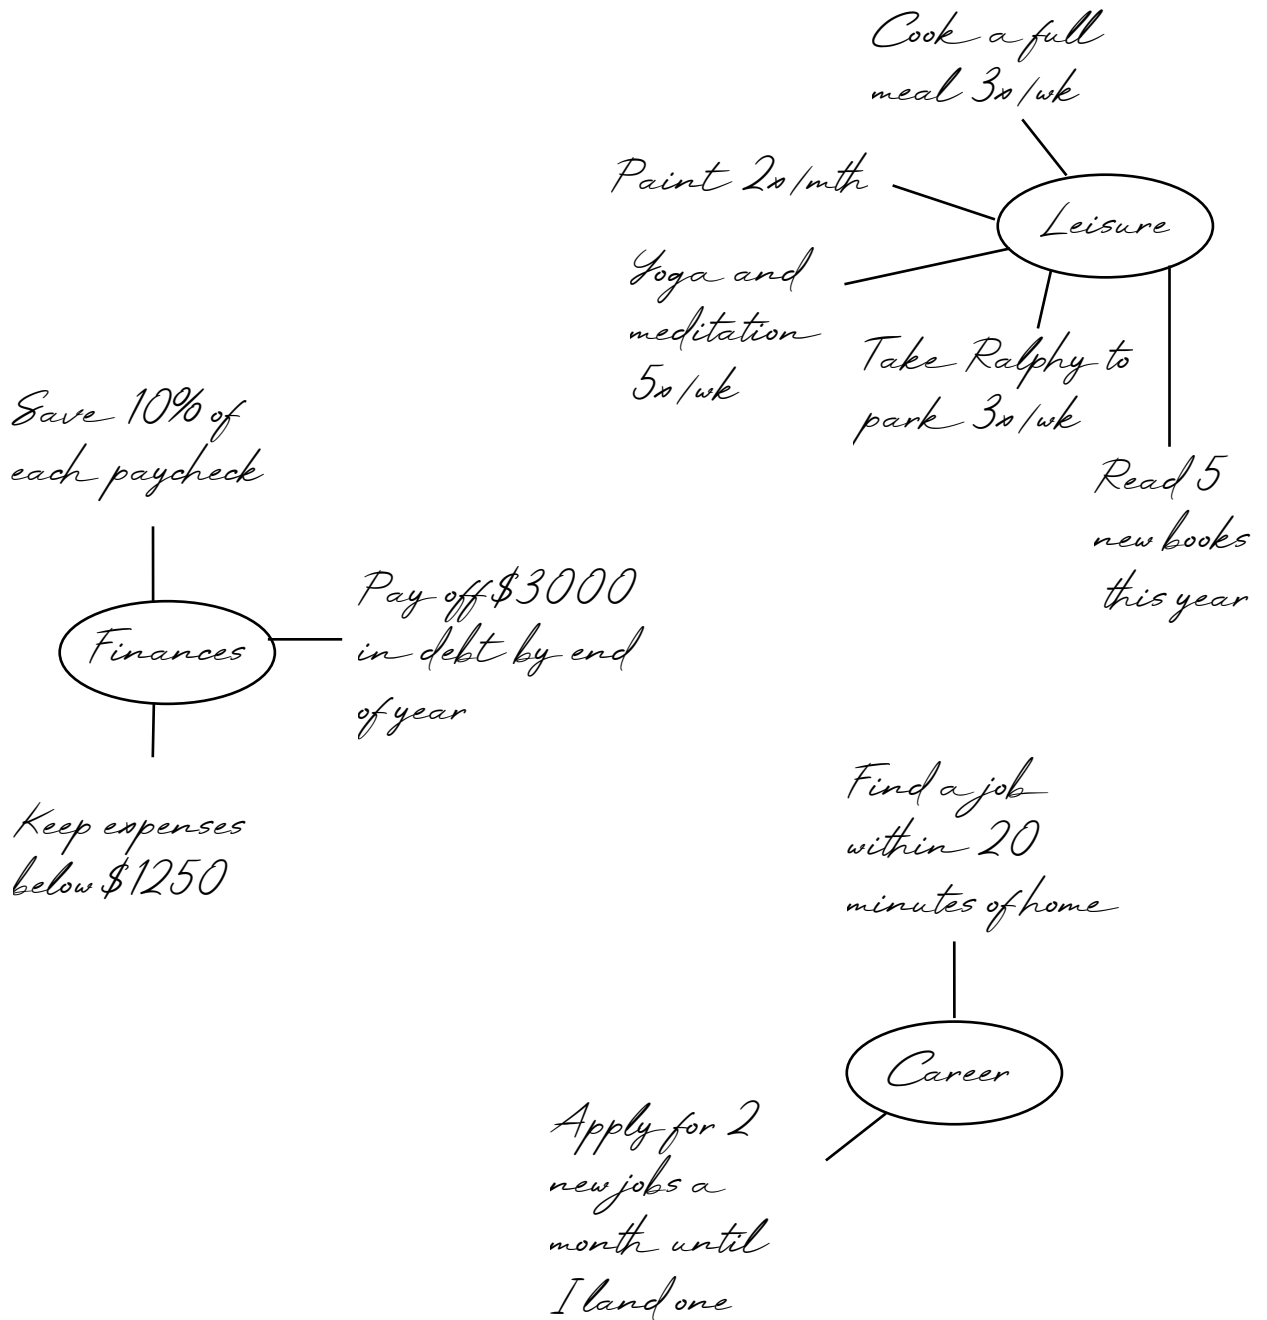 Cook a full
meal 3x/wk
Paint 2x/mth
Leisure
Yoga and
meditation
5x/wk
Take Ralphy to
park 3x/wk
Read 5
new books
this year
Save 10% of
each paycheck
Finances
Pay off $3000
in debt by end
of year
Keep expenses
below $1250
Find a job
within 20
minutes of home
Career
Apply for 2
new jobs a
month until
I land one